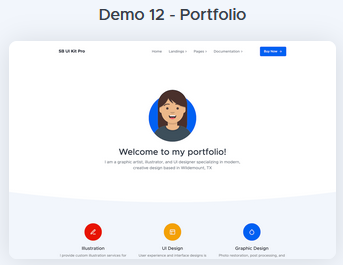 Demo 12 - Portfolio
SB UI Kit Pro
Home Landings Pages Documentation Buy Now
Welcome to my portfolio!
I am a graphic artist, illustrator, and UI designer specializing in modern,
creative design based in Wildemount, TX
Illustration UI Design Graphic Design
I provide custom illustration services for User experience and interface designs is Photo restoration, post processing, and